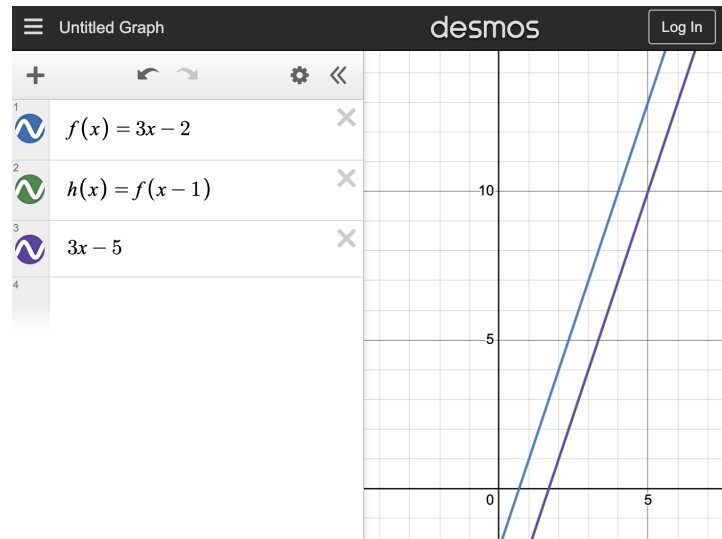 Untitled Graph
desmos
Log In
1
f(x) = 3x − 2
2
h(x) = f(x − 1)
3
3x − 5
4
10
5
0
5